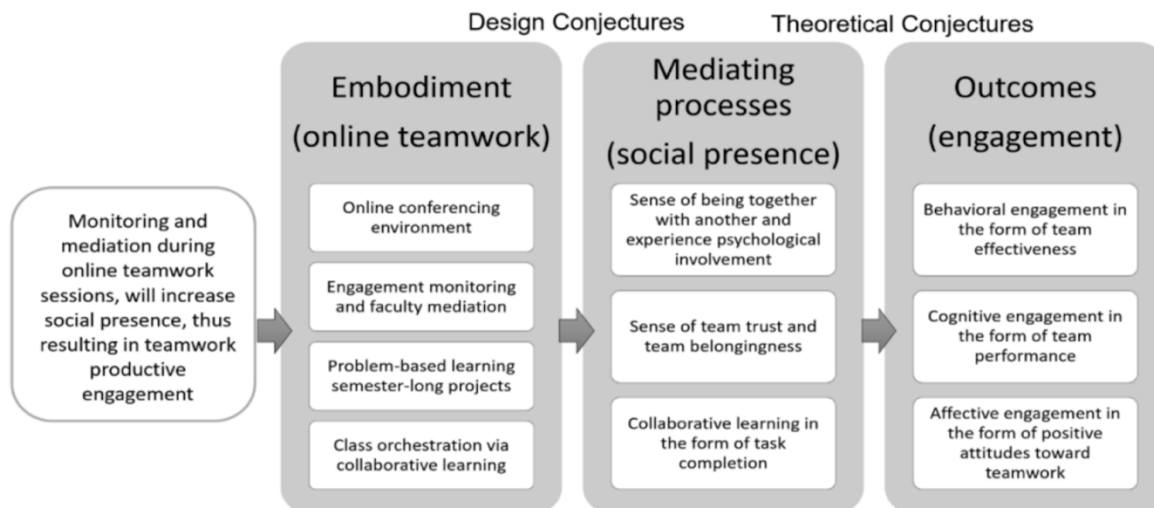 Design Conjectures
Theoretical Conjectures
Monitoring and
mediation during
online teamwork
sessions, will increase
social presence, thus
resulting in teamwork
productive
engagement
Embodiment
(online teamwork)
Online conferencing
environment
Engagement monitoring
and faculty mediation
Problem-based learning
semester-long projects
Class orchestration via
collaborative learning
Mediating
processes
(social presence)
Sense of being together
with another and
experience psychological
involvement
Sense of team trust and
team belongingness
Collaborative learning in
the form of task
completion
Outcomes
(engagement)
Behavioral engagement in
the form of team
effectiveness
Cognitive engagement in
the form of team
performance
Affective engagement in
the form of positive
attitudes toward
teamwork